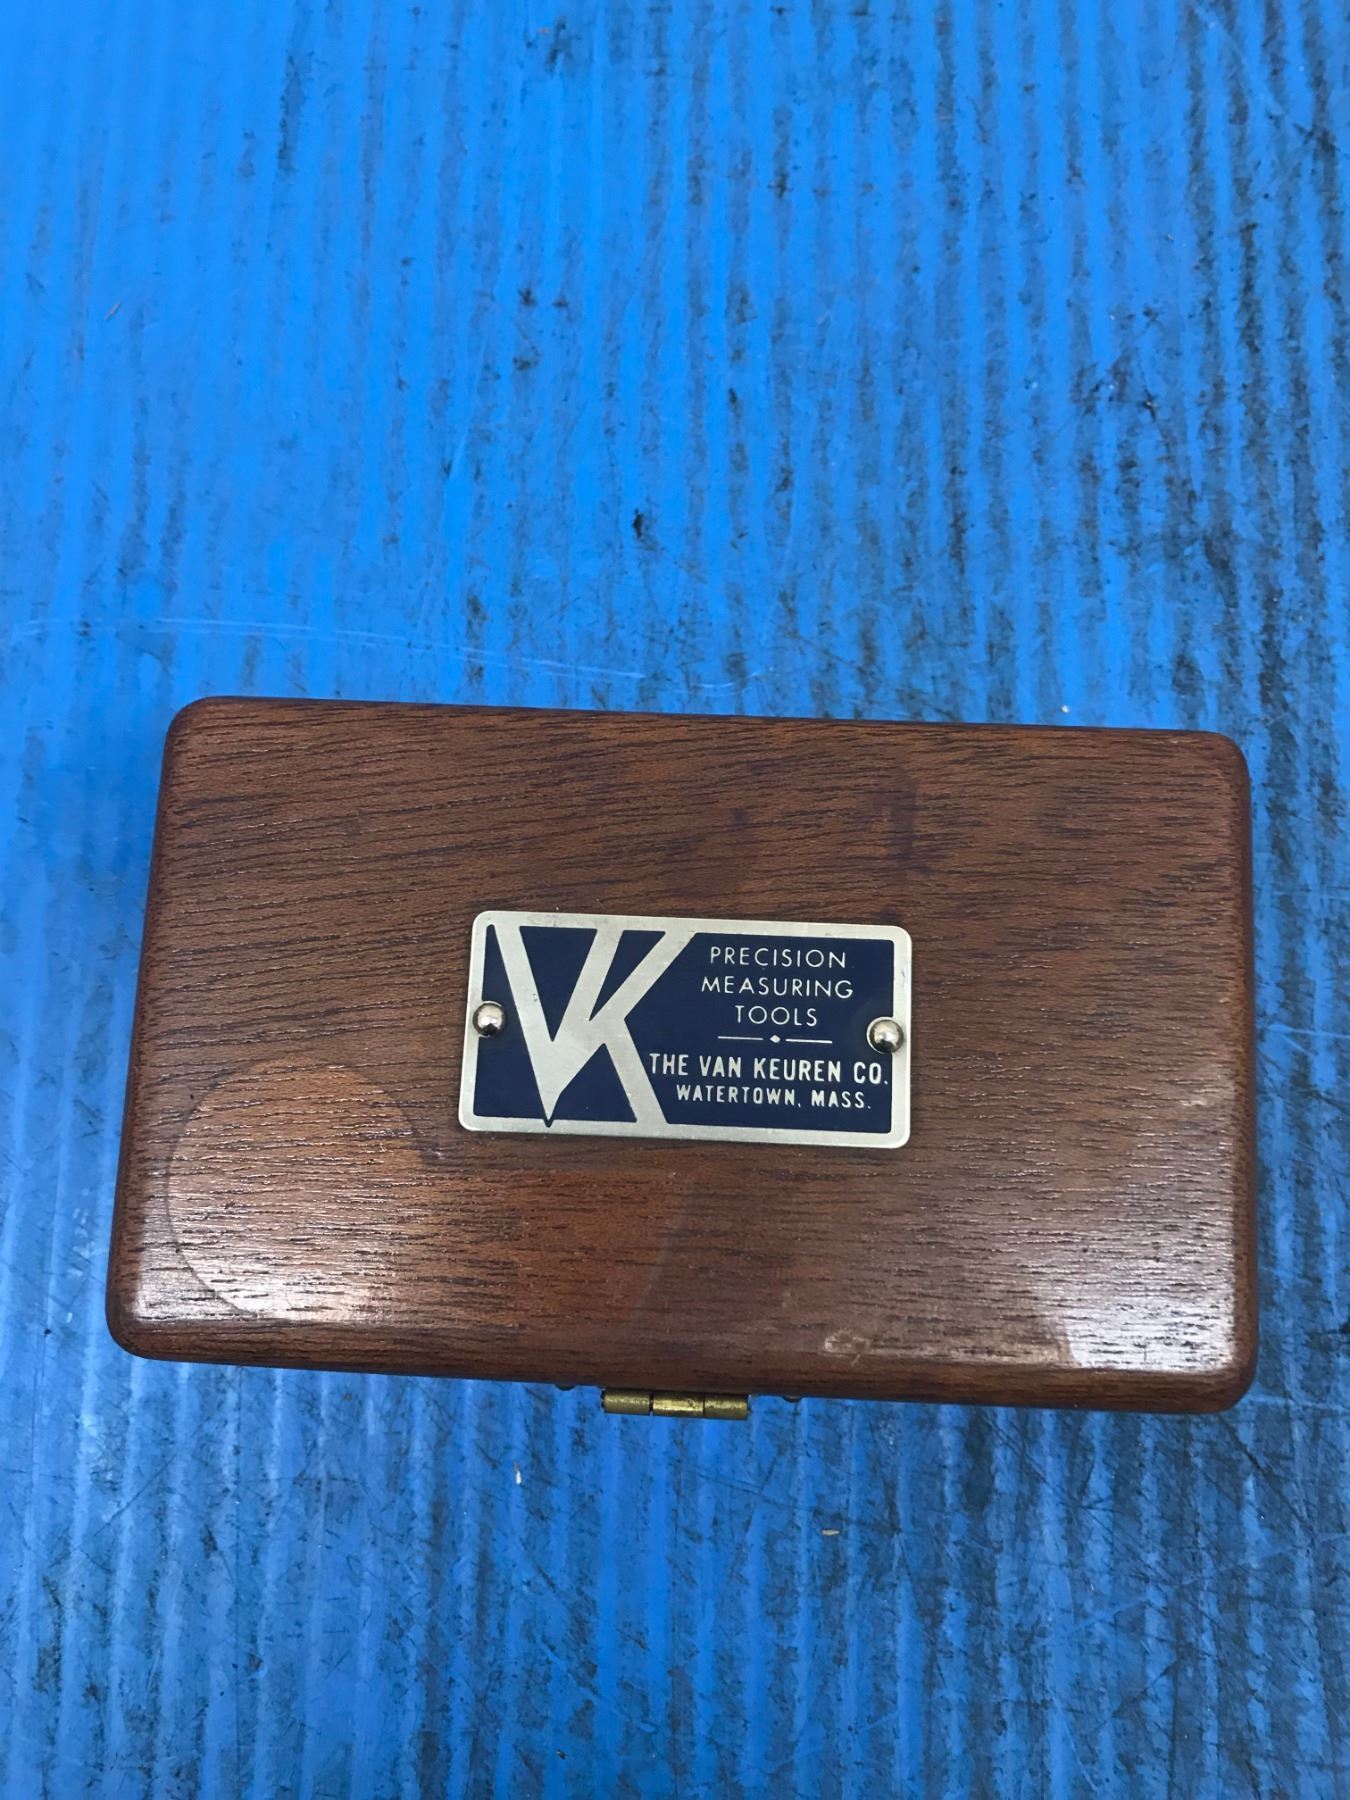 VK
PRECISION
MEASURING
TOOLS
THE VAN KEUREN CO.
WATERTOWN, MASS.